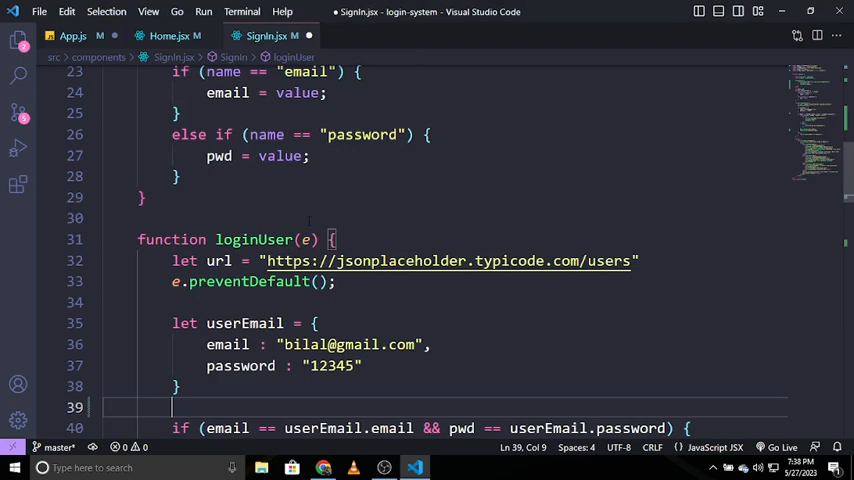 File Edit Selection View Go Run Terminal Help ● SignIn.jsx - login-system - Visual Studio Code
App.js M ● Home.jsx M SignIn.jsx M ●
src > components > SignIn.jsx > SignIn > loginUser
23 if (name == "email") {
24 email = value;
25 }
26 else if (name == "password") {
27 pwd = value;
28 }
29 }
30
31 function loginUser(e) {
32 let url = "https://jsonplaceholder.typicode.com/users"
33 e.preventDefault();
34
35 let userEmail = {
36 email : "bilal@gmail.com",
37 password : "12345"
38 }
39
40 if (email == userEmail.email && pwd == userEmail.password) {
2
5
master* 0 0 Ln 39, Col 9 Spaces: 4 UTF-8 CRLF {} JavaScript JSX Go Live
Type here to search 7:38 PM
5/27/2023